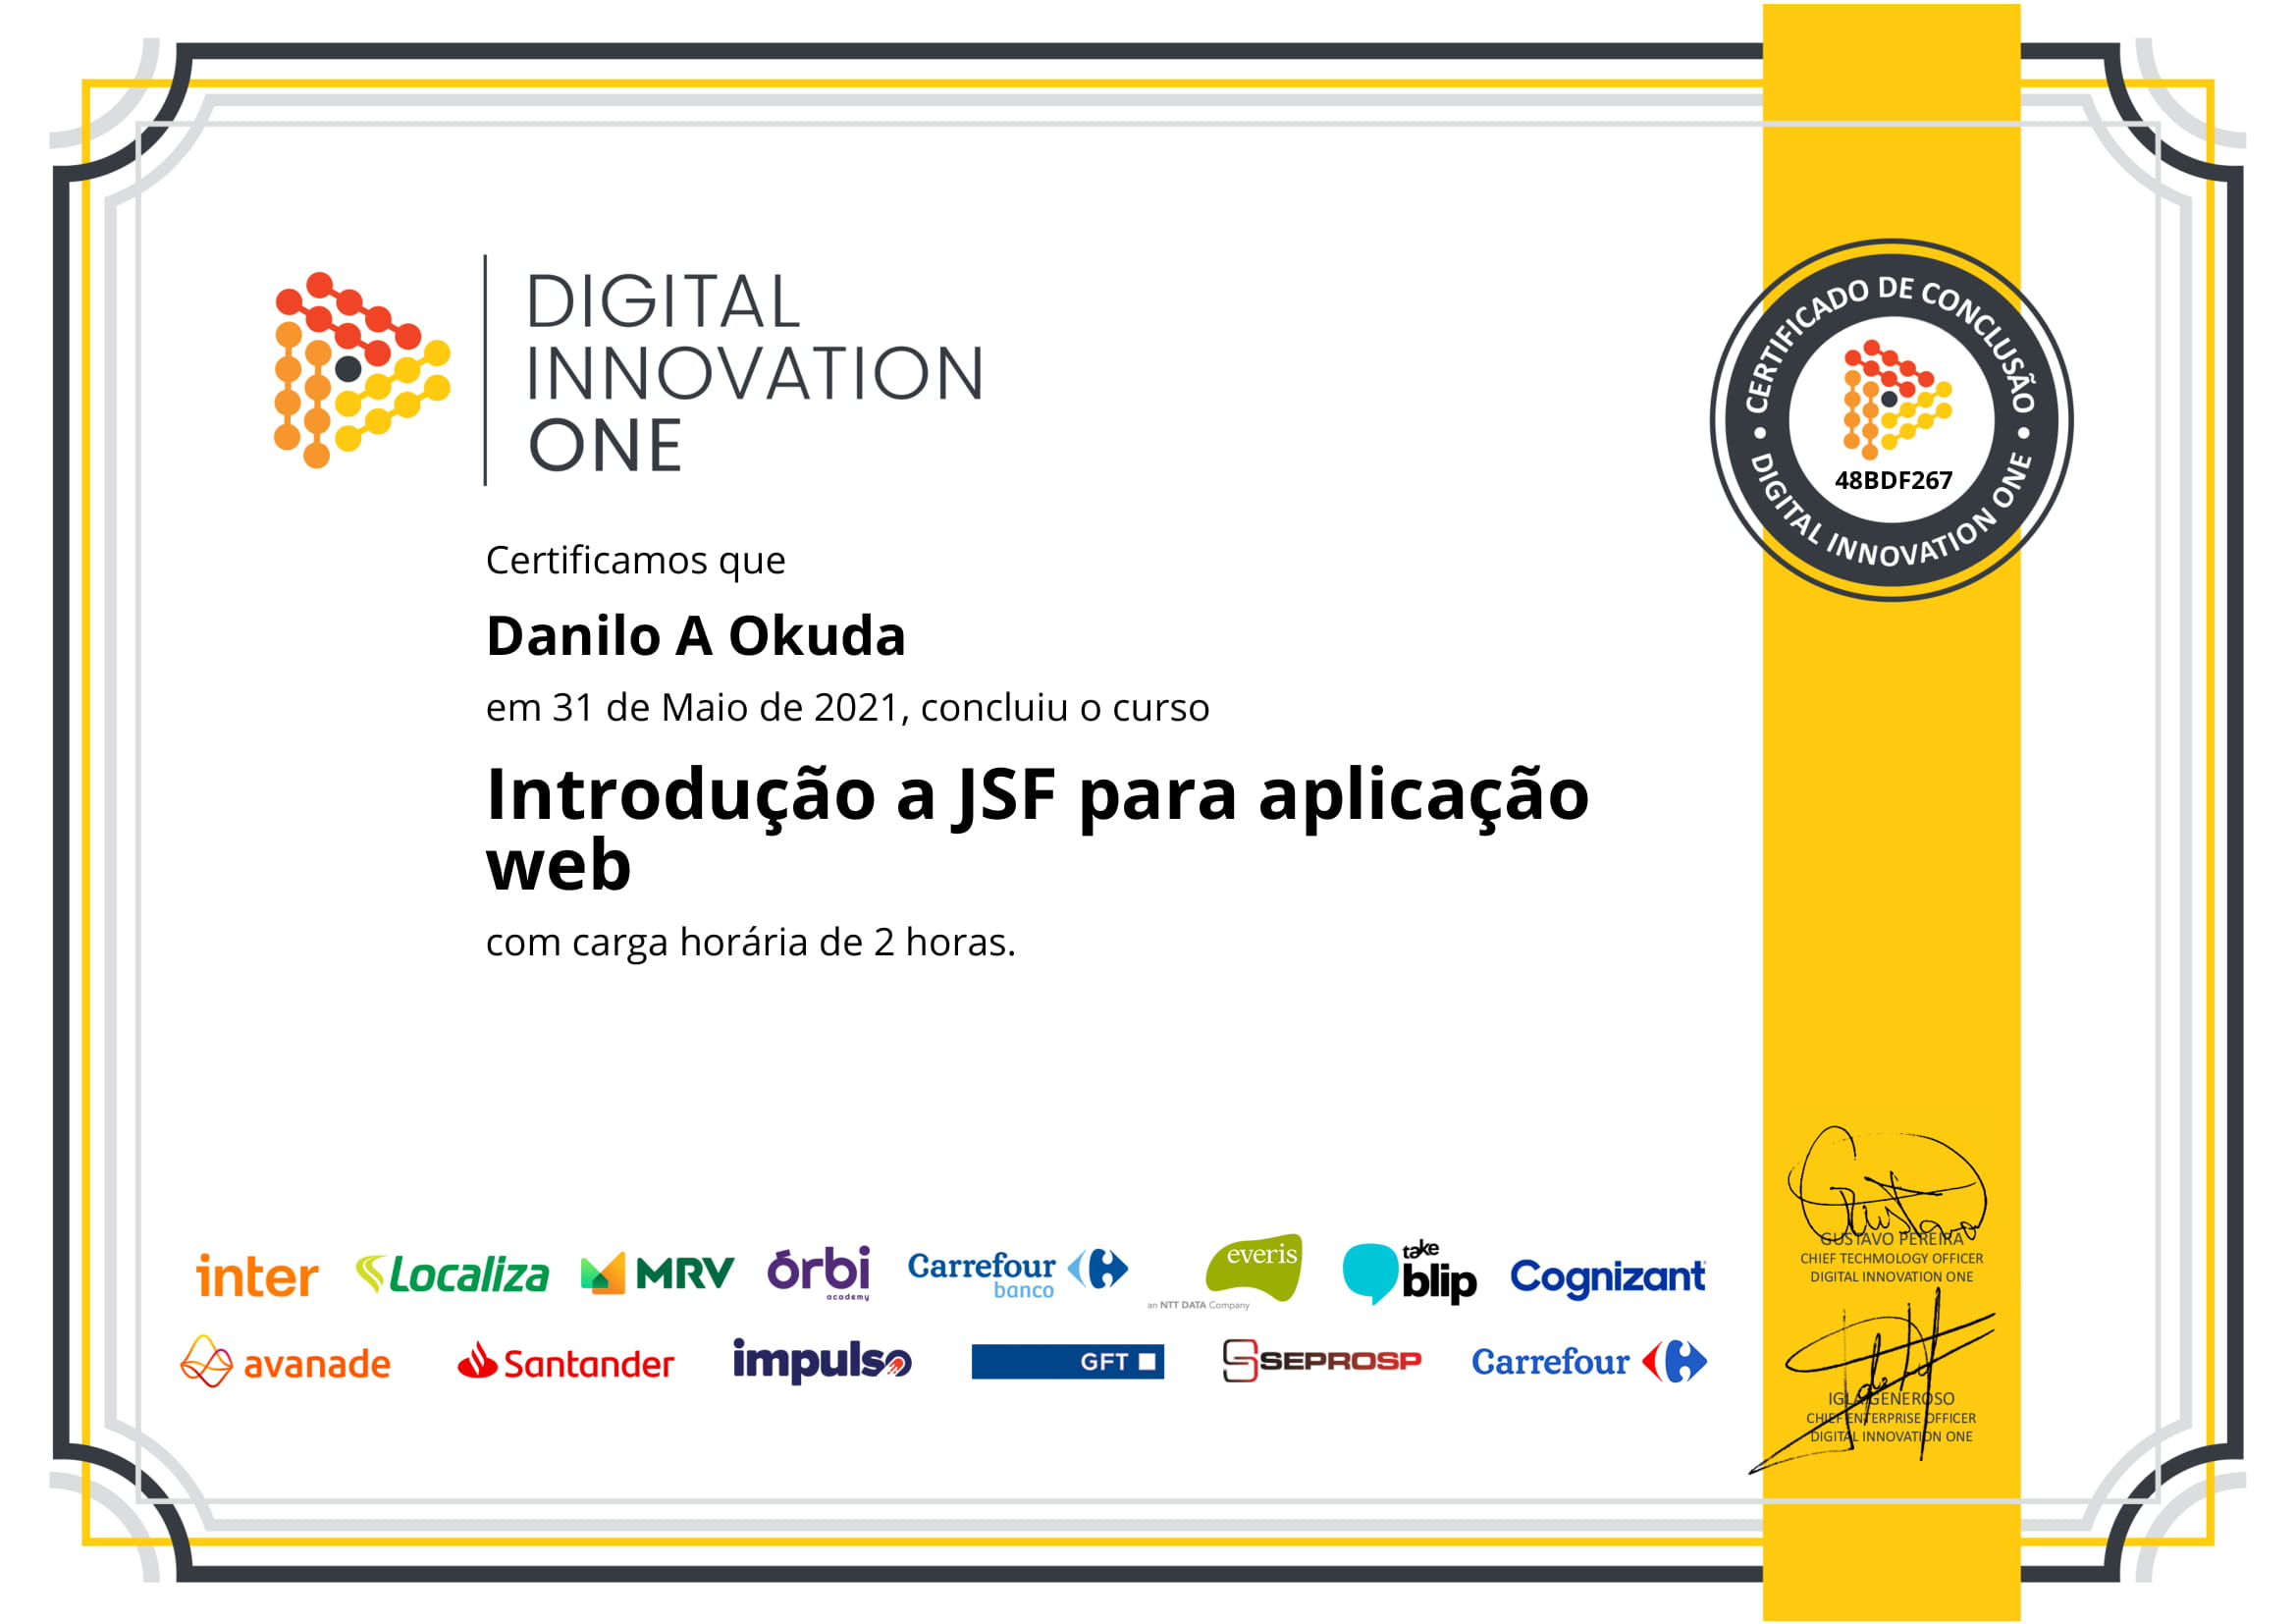 DIGITAL
INNOVATION
ONE
CERTIFICADO DE CONCLUSÃO
48BDF267
DIGITAL INNOVATION ONE
Certificamos que
Danilo A Okuda
em 31 de Maio de 2021, concluiu o curso
Introdução a JSF para aplicação
web
com carga horária de 2 horas.
inter Localiza MRV órbi academy Carrefour banco everis an NTT DATA Company take blip Cognizant
avanade Santander impulso GFT SEPROSP Carrefour
Gustavo
GUSTAVO PEREIRA
CHIEF TECHMOLOGY OFFICER
DIGITAL INNOVATION ONE
IGLA GENEROSO
CHIEF ENTERPRISE OFFICER
DIGITAL INNOVATION ONE